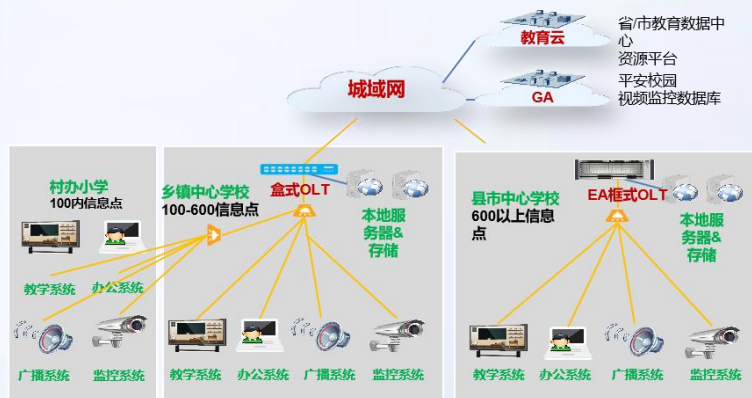 教育云
省/市教育数据中
心
资源平台
城域网
GA
平安校园
视频监控数据库
村办小学
100内信息点
教学系统
办公系统
广播系统
监控系统
乡镇中心学校
100-600信息点
盒式OLT
本地服
务器&
存储
教学系统
办公系统
广播系统
监控系统
县市中心学校
600以上信息
点
EA框式OLT
本地服
务器&
存储
教学系统
办公系统
广播系统
监控系统